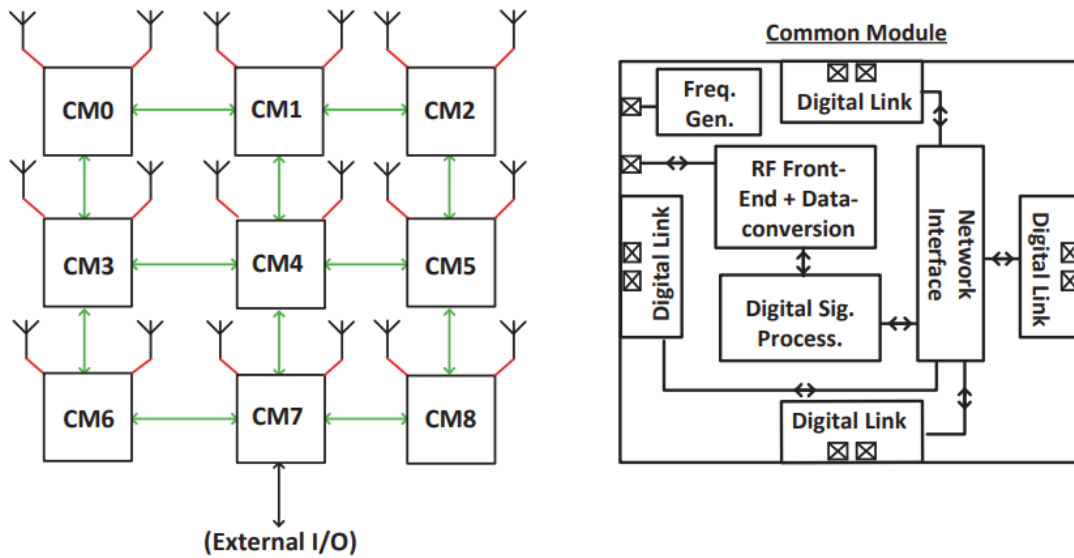 CM0
CM1
CM2
CM3
CM4
CM5
CM6
CM7
CM8
(External I/O)
Common Module
Freq.
Gen.
Digital Link
RF Front-
End + Data-
conversion
Digital Link
Network
Interface
Digital Link
Digital Sig.
Process.
Digital Link